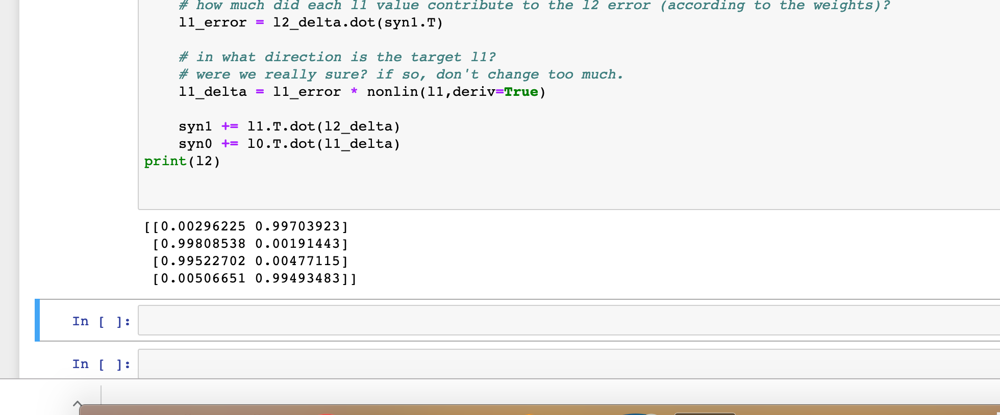 # how much did each l1 value contribute to the l2 error (according to the weights)?
l1_error = l2_delta.dot(syn1.T)
# in what direction is the target l1?
# were we really sure? if so, don't change too much.
l1_delta = l1_error * nonlin(l1,deriv=True)
syn1 += l1.T.dot(l2_delta)
syn0 += l0.T.dot(l1_delta)
print(l2)
[[0.00296225 0.99703923]
[0.99808538 0.00191443]
[0.99522702 0.00477115]
[0.00506651 0.99493483]]
In [ ]:
In [ ]: